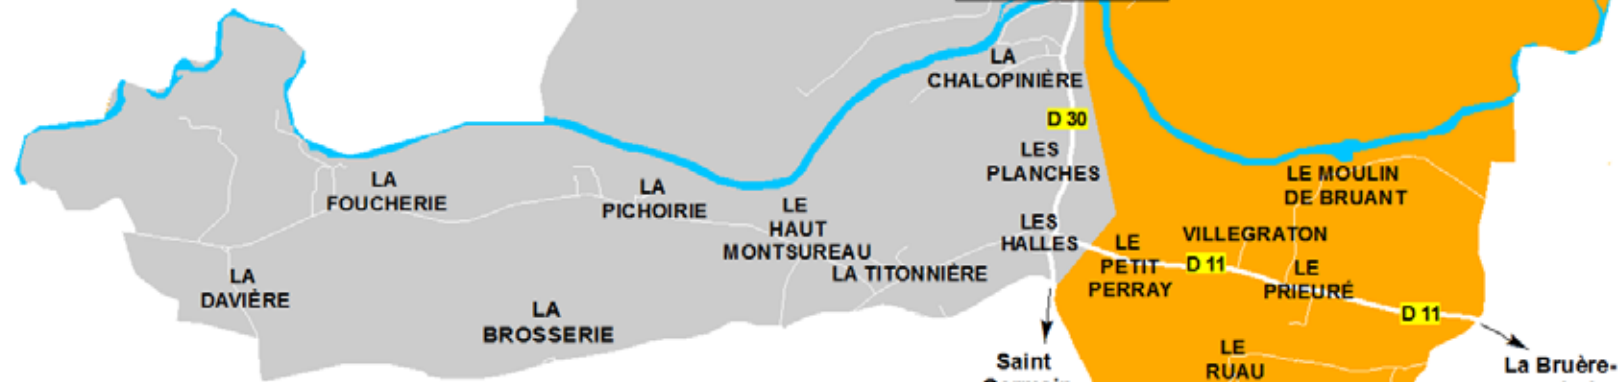 LA
CHALOPINIÈRE
D 30
LES
PLANCHES
LA
FOUCHERIE
LA
PICHOIRIE
LE
HAUT
MONTSUREAU
LES
HALLES
LA TITONNIÈRE
LA
DAVIÈRE
LA
BROSSERIE
LE MOULIN
DE BRUANT
VILLEGRATON
LE
PETIT
PERRAY
D 11
LE
PRIEURÉ
D 11
LE
RUAU
Saint
La Bruère-